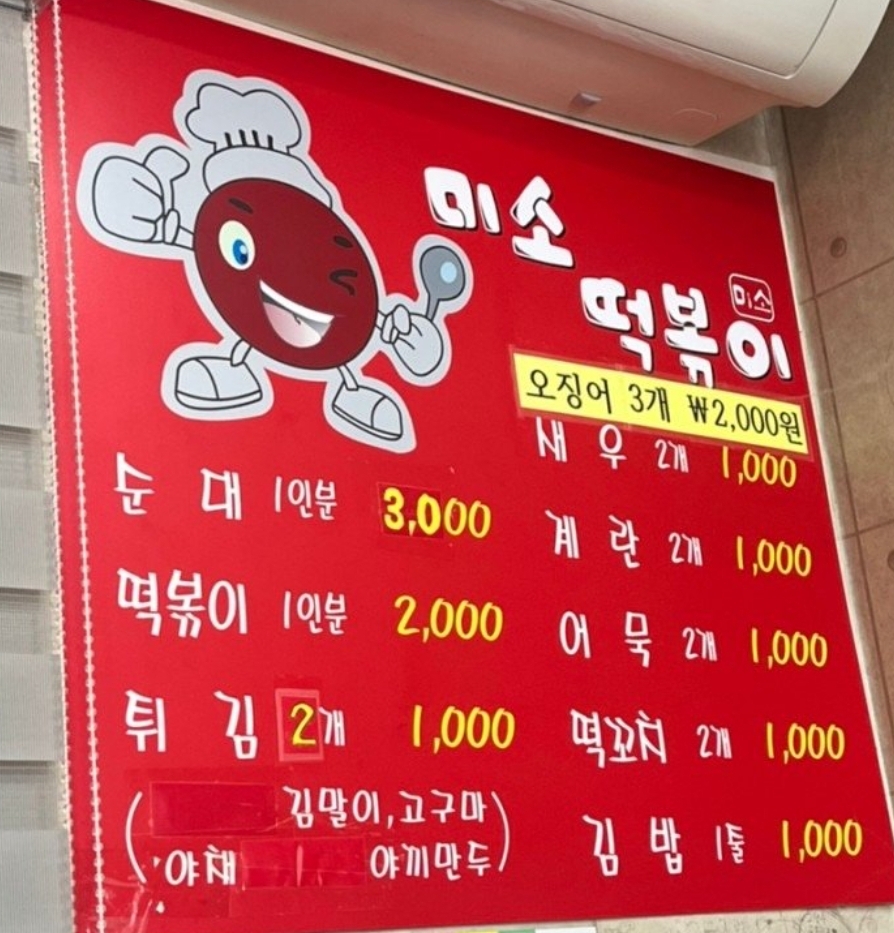 미소
떡볶이
미소
오징어 3개 ₩2,000원
새우 2개 1,000
순대 1인분 3,000
계란 2개 1,000
떡볶이 1인분 2,000
어묵 2개 1,000
튀김 2개 1,000
떡꼬치 2개 1,000
(김말이,고구마
야채 야끼만두)
김밥 1줄 1,000